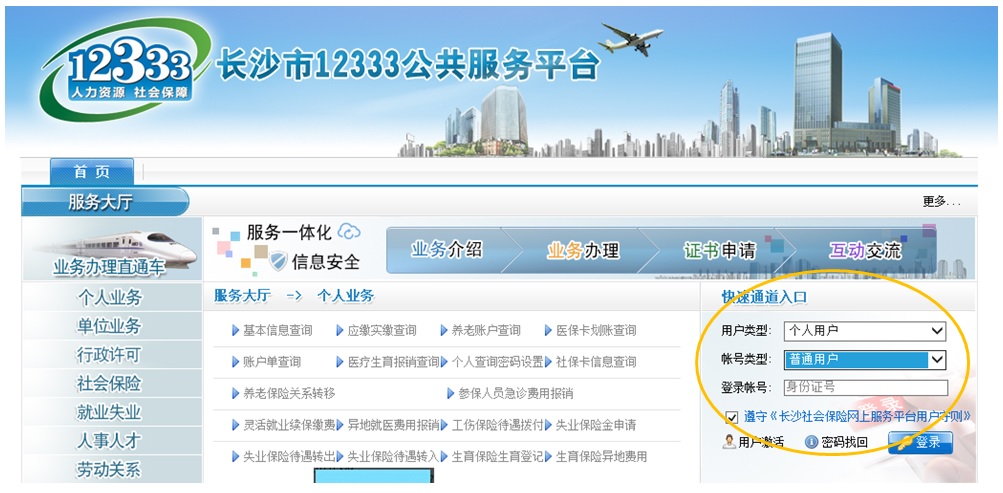 12333
人力资源 社会保障
长沙市12333公共服务平台
首 页
服务大厅
更多...
业务办理直通车
服务一体化
信息安全
业务介绍
业务办理
证书申请
互动交流
个人业务
单位业务
行政许可
社会保险
就业失业
人事人才
劳动关系
服务大厅 -> 个人业务
基本信息查询 应缴实缴查询 养老账户查询 医保卡划账查询
账户单查询 医疗生育报销查询 个人查询密码设置 社保卡信息查询
养老保险关系转移 参保人员急诊费用报销
灵活就业续保缴费 异地就医费用报销 工伤保险待遇拨付 失业保险金申请
失业保险待遇转出 失业保险待遇转入 生育保险生育登记 生育保险异地费用
快速通道入口
用户类型: 个人用户
帐号类型: 普通用户
登录帐号: 身份证号
遵守《长沙社会保险网上服务平台用户守则》
用户激活 密码找回 登录